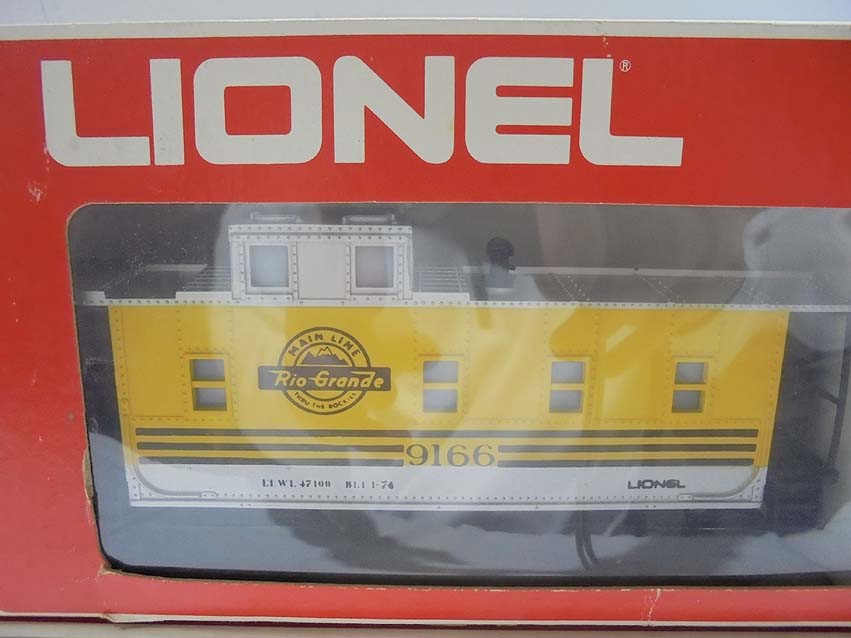 LIONEL®
MAIN LINE
Rio Grande
THRU THE ROCKIES
9166
LT. WT. 47100 BLT 1-74
LIONEL